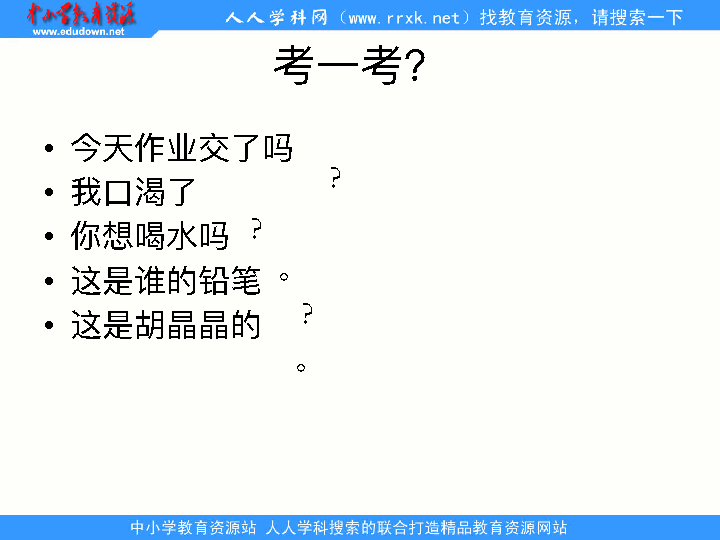 中小学教育资源
www.edudown.net
人人学科网（www.rrxk.net）找教育资源，请搜索一下
考一考?
• 今天作业交了吗
?
• 我口渴了
• 你想喝水吗 ?
• 这是谁的铅笔 。
• 这是胡晶晶的 ?
。
中小学教育资源站 人人学科搜索的联合打造精品教育资源网站